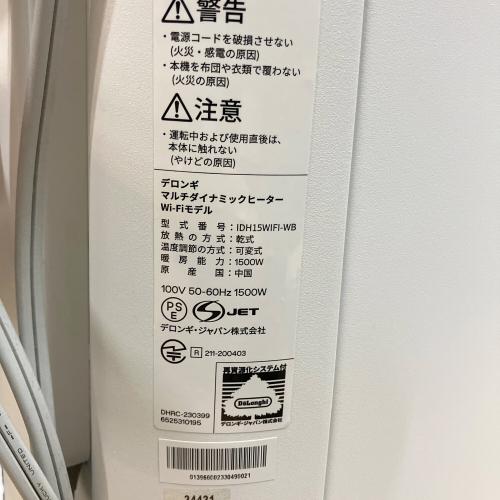 ⚠警告
・電源コードを破損させない
(火災・感電の原因)
・本機を布団や衣類で覆わない
(火災の原因)
⚠注意
・運転中および使用直後は、
本体に触れない
(やけどの原因)
デロンギ
マルチダイナミックヒーター
Wi-Fiモデル
型式番号:IDH15WIFI-WB
放熱の方式:乾式
温度調節の方式:可変式
暖房能力:1500W
原産国:中国
100V 50-60Hz 1500W
PSE JET
デロンギ・ジャパン株式会社
R 211-200403
再資源化システム付
DeLonghi
デロンギ・ジャパン株式会社
DHRC-230399
6525310195
UNITED